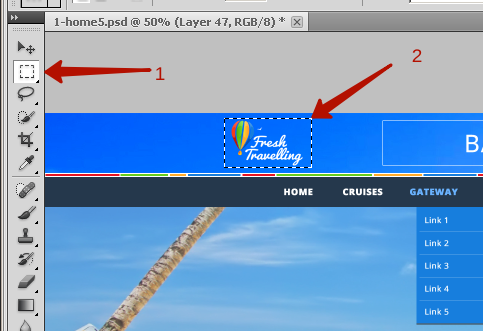 1-home5.psd @ 50% (Layer 47, RGB/8) *
1
2
Fresh
Travelling
BA
HOME
CRUISES
GATEWAY
Link 1
Link 2
Link 3
Link 4
Link 5